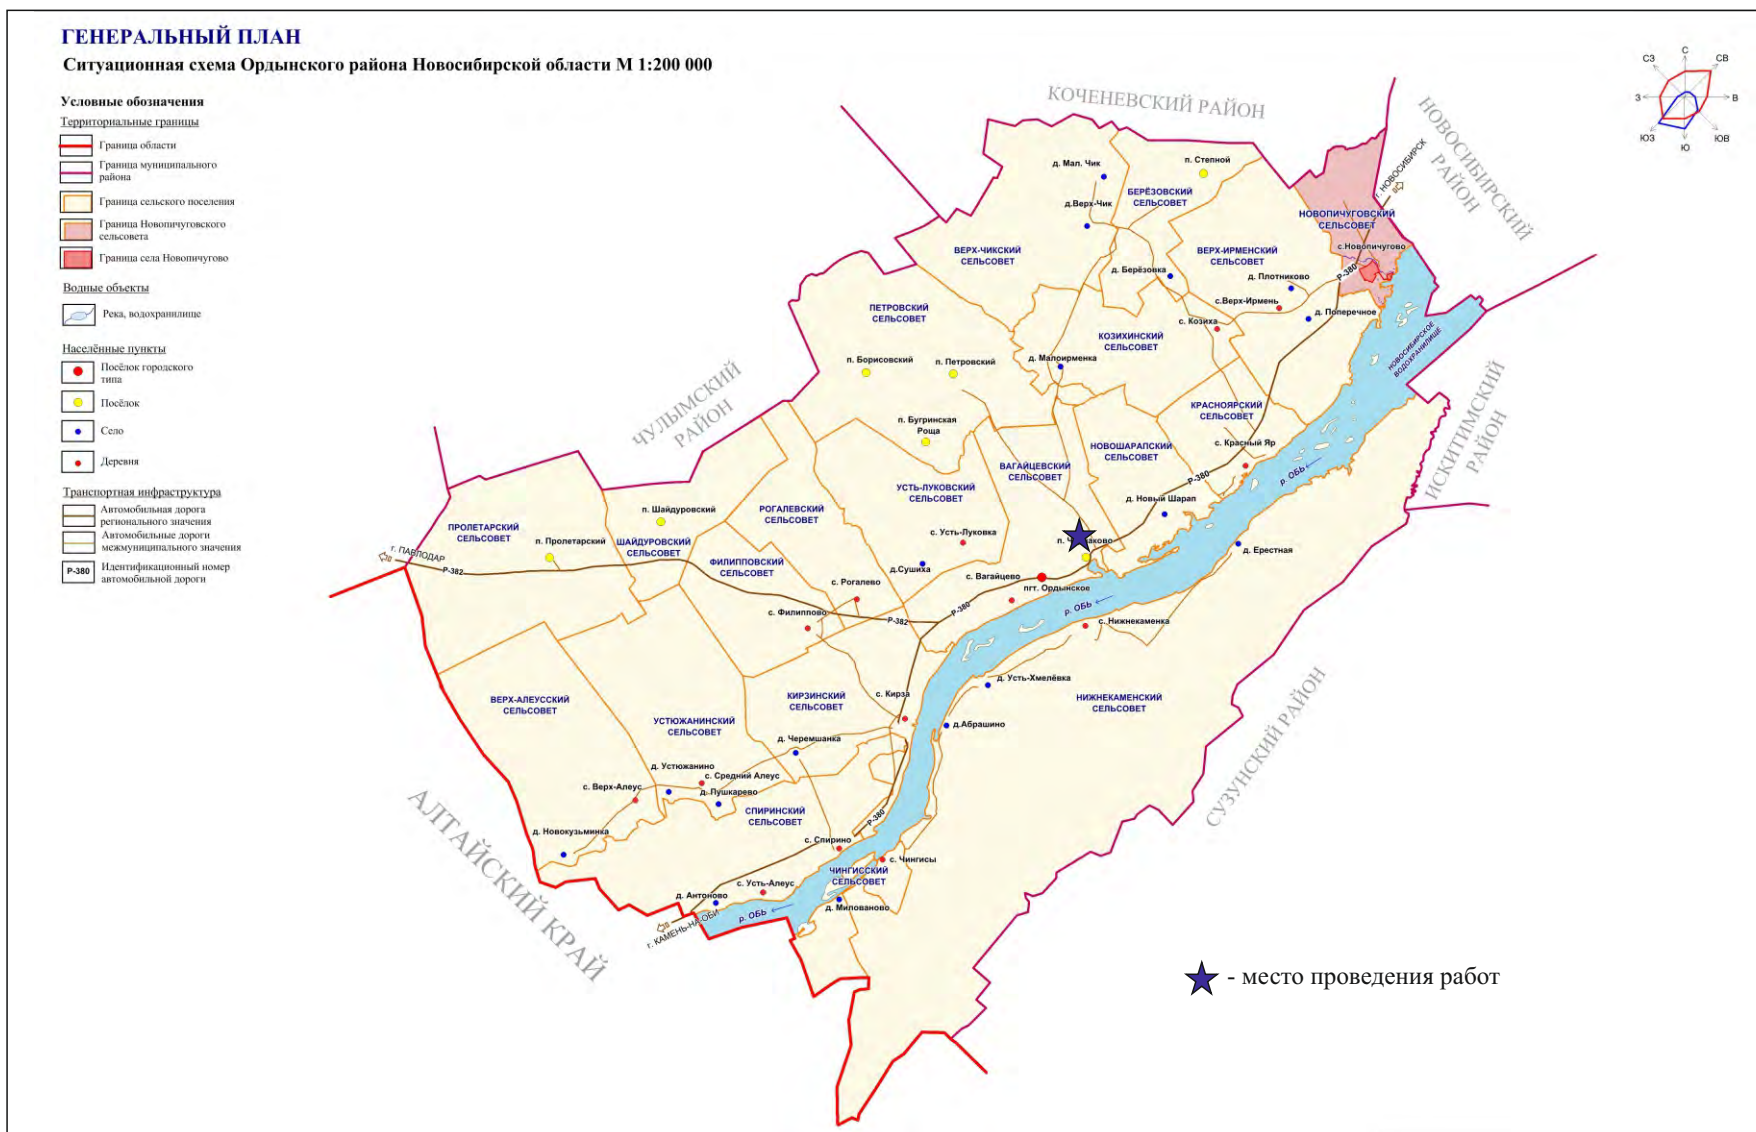 ГЕНЕРАЛЬНЫЙ ПЛАН
Ситуационная схема Ордынского района Новосибирской области М 1:200 000
Условные обозначения
Территориальные границы
Граница области
Граница муниципального
района
Граница сельского поселения
Граница Новопичуговского
сельсовета
Граница села Новопичугово
Водные объекты
Река, водохранилище
Населённые пункты
Посёлок городского
типа
Посёлок
Село
Деревня
Транспортная инфраструктура
Автомобильная дорога
регионального значения
Автомобильные дороги
межмуниципального значения
Р-380
Идентификационный номер
автомобильной дороги
С
СВ
В
ЮВ
Ю
ЮЗ
З
СЗ
КОЧЕНЕВСКИЙ РАЙОН
НОВОСИБИРСКИЙ
РАЙОН
г. НОВОСИБИРСК
д. Мал. Чик
п. Степной
БЕРЁЗОВСКИЙ
СЕЛЬСОВЕТ
д.Верх-Чик
НОВОПИЧУГОВСКИЙ
СЕЛЬСОВЕТ
с.Новопичугово
ВЕРХ-ЧИКСКИЙ
СЕЛЬСОВЕТ
ВЕРХ-ИРМЕНСКИЙ
СЕЛЬСОВЕТ
д. Берёзовка
д. Плотниково
Р-380
с.Верх-Ирмень
д. Поперечное
с. Козиха
ПЕТРОВСКИЙ
СЕЛЬСОВЕТ
КОЗИХИНСКИЙ
СЕЛЬСОВЕТ
НОВОСИБИРСКОЕ
ВОДОХРАНИЛИЩЕ
п. Борисовский
п. Петровский
д. Малоирменка
ЧУЛЫМСКИЙ
РАЙОН
ИСКИТИМСКИЙ
РАЙОН
п. Бугринская
Роща
КРАСНОЯРСКИЙ
СЕЛЬСОВЕТ
с. Красный Яр
НОВОШАРАПСКИЙ
СЕЛЬСОВЕТ
ВАГАЙЦЕВСКИЙ
СЕЛЬСОВЕТ
Р-380
р. ОБЬ
УСТЬ-ЛУКОВСКИЙ
СЕЛЬСОВЕТ
д. Новый Шарап
РОГАЛЕВСКИЙ
СЕЛЬСОВЕТ
п. Шайдуровский
ПРОЛЕТАРСКИЙ
СЕЛЬСОВЕТ
п. Пролетарский
ШАЙДУРОВСКИЙ
СЕЛЬСОВЕТ
с. Усть-Луковка
д. Ерестная
г. ПАВЛОДАР
Р-382
ФИЛИППОВСКИЙ
СЕЛЬСОВЕТ
д.Сушиха
с. Вагайцево
пгт. Ордынское
с. Рогалево
с. Филиппово
Р-382
Р-380
р. ОБЬ
с. Нижнекаменка
д. Усть-Хмелёвка
НИЖНЕКАМЕНСКИЙ
СЕЛЬСОВЕТ
СУЗУНСКИЙ РАЙОН
ВЕРХ-АЛЕУССКИЙ
СЕЛЬСОВЕТ
КИРЗИНСКИЙ
СЕЛЬСОВЕТ
с. Кирза
УСТЮЖАНИНСКИЙ
СЕЛЬСОВЕТ
д.Абрашино
д. Черемшанка
д. Устюжанино
с. Средний Алеус
с. Верх-Алеус
д. Пушкарево
СПИРИНСКИЙ
СЕЛЬСОВЕТ
Р-380
д. Новокузьминка
с. Спирино
с. Чингисы
ЧИНГИССКИЙ
СЕЛЬСОВЕТ
АЛТАЙСКИЙ КРАЙ
с. Усть-Алеус
д. Антоново
д. Милованово
р. ОБЬ
г. КАМЕНЬ-НА-ОБИ
- место проведения работ